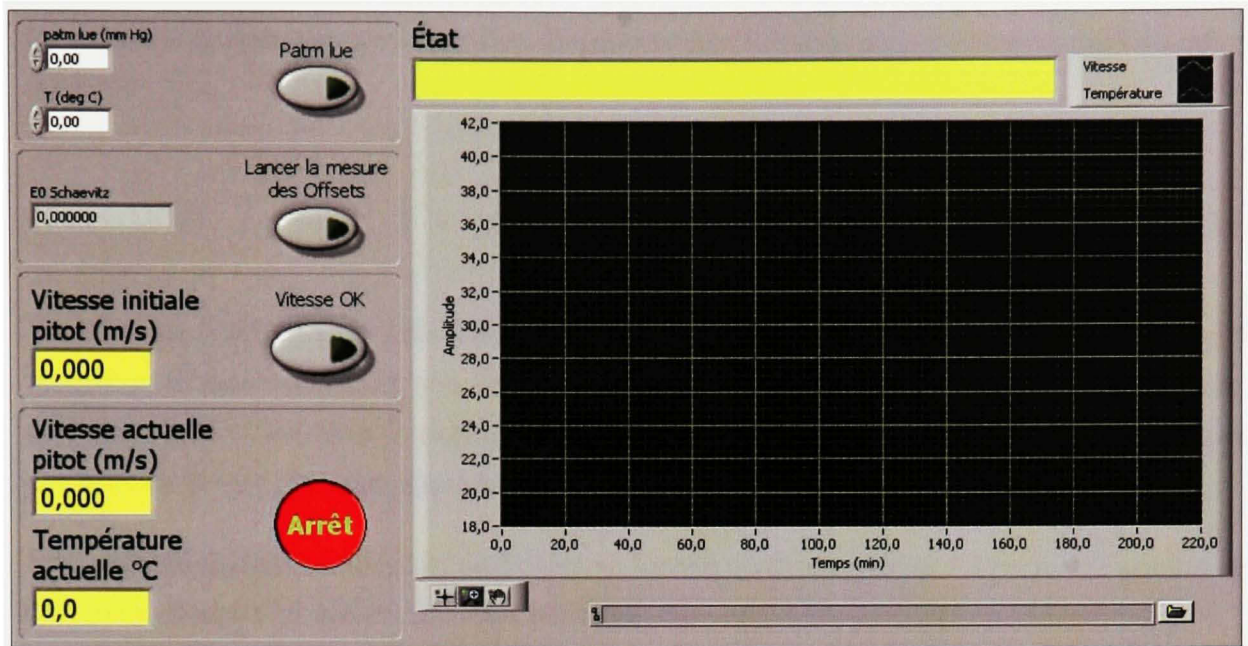 patm lue (mm Hg)
0,00
Patm lue
T (deg C)
0,00
E0 Schaevitz
0,000000
Lancer la mesure
des Offsets
Vitesse initiale
pitot (m/s)
0,000
Vitesse OK
Vitesse actuelle
pitot (m/s)
0,000
Arrêt
Température
actuelle °C
0,0
État
Vitesse
Température
42,0
40,0
38,0
36,0
34,0
32,0
30,0
28,0
26,0
24,0
22,0
20,0
18,0
Amplitude
0,0 20,0 40,0 60,0 80,0 100,0 120,0 140,0 160,0 180,0 200,0 220,0
Temps (min)